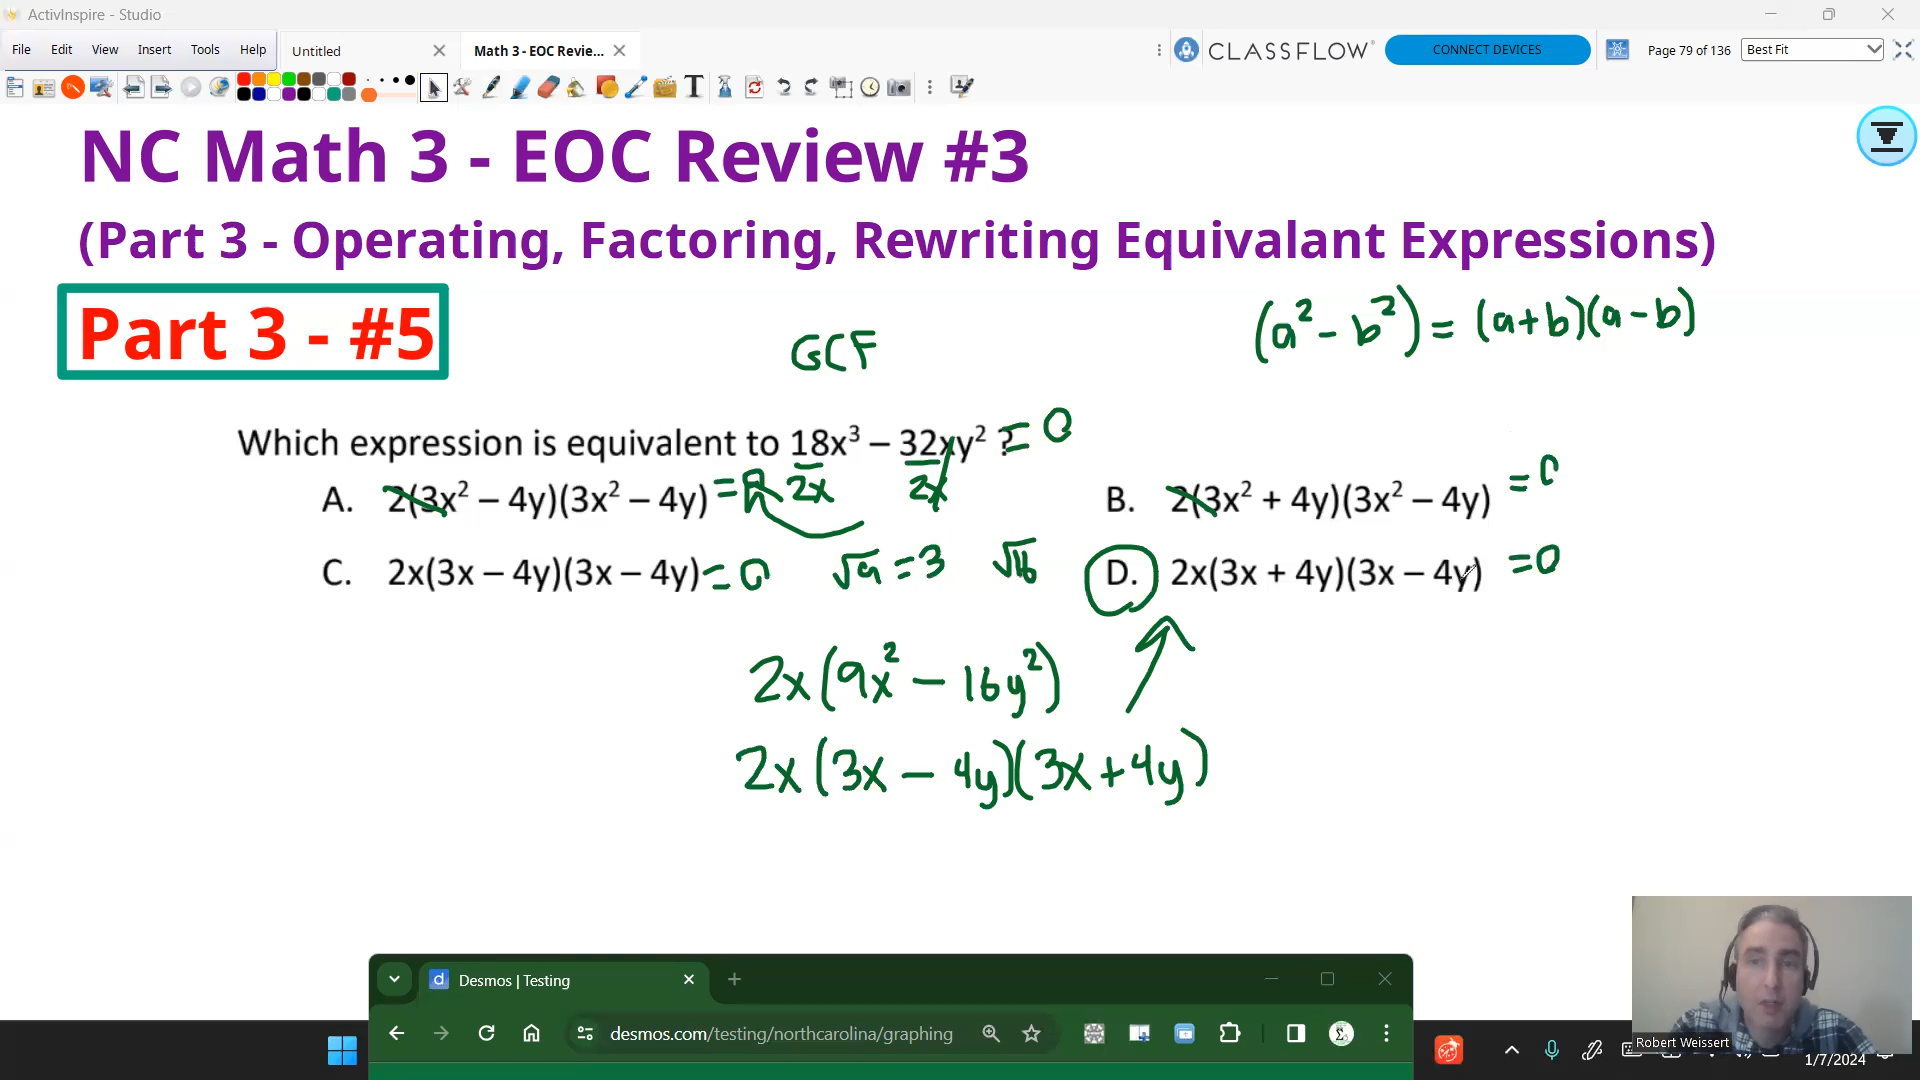 ActivInspire - Studio
File Edit View Insert Tools Help
Untitled
Math 3 - EOC Revie...
CLASSFLOW
CONNECT DEVICES
Page 79 of 136
Best Fit
NC Math 3 - EOC Review #3
(Part 3 - Operating, Factoring, Rewriting Equivalant Expressions)
Part 3 - #5
GCF
(a² - b²) = (a+b)(a-b)
Which expression is equivalent to 18x³ – 32xy² ? = 0
2x 2x
A. 2(3x² – 4y)(3x² – 4y) =
B. 2(3x² + 4y)(3x² – 4y) = 0
C. 2x(3x – 4y)(3x – 4y) = 0
√9 = 3 √16
D. 2x(3x + 4y)(3x – 4y) = 0
2x(9x² - 16y²)
2x(3x - 4y)(3x + 4y)
Desmos | Testing
desmos.com/testing/northcarolina/graphing
Robert Weissert
1/7/2024